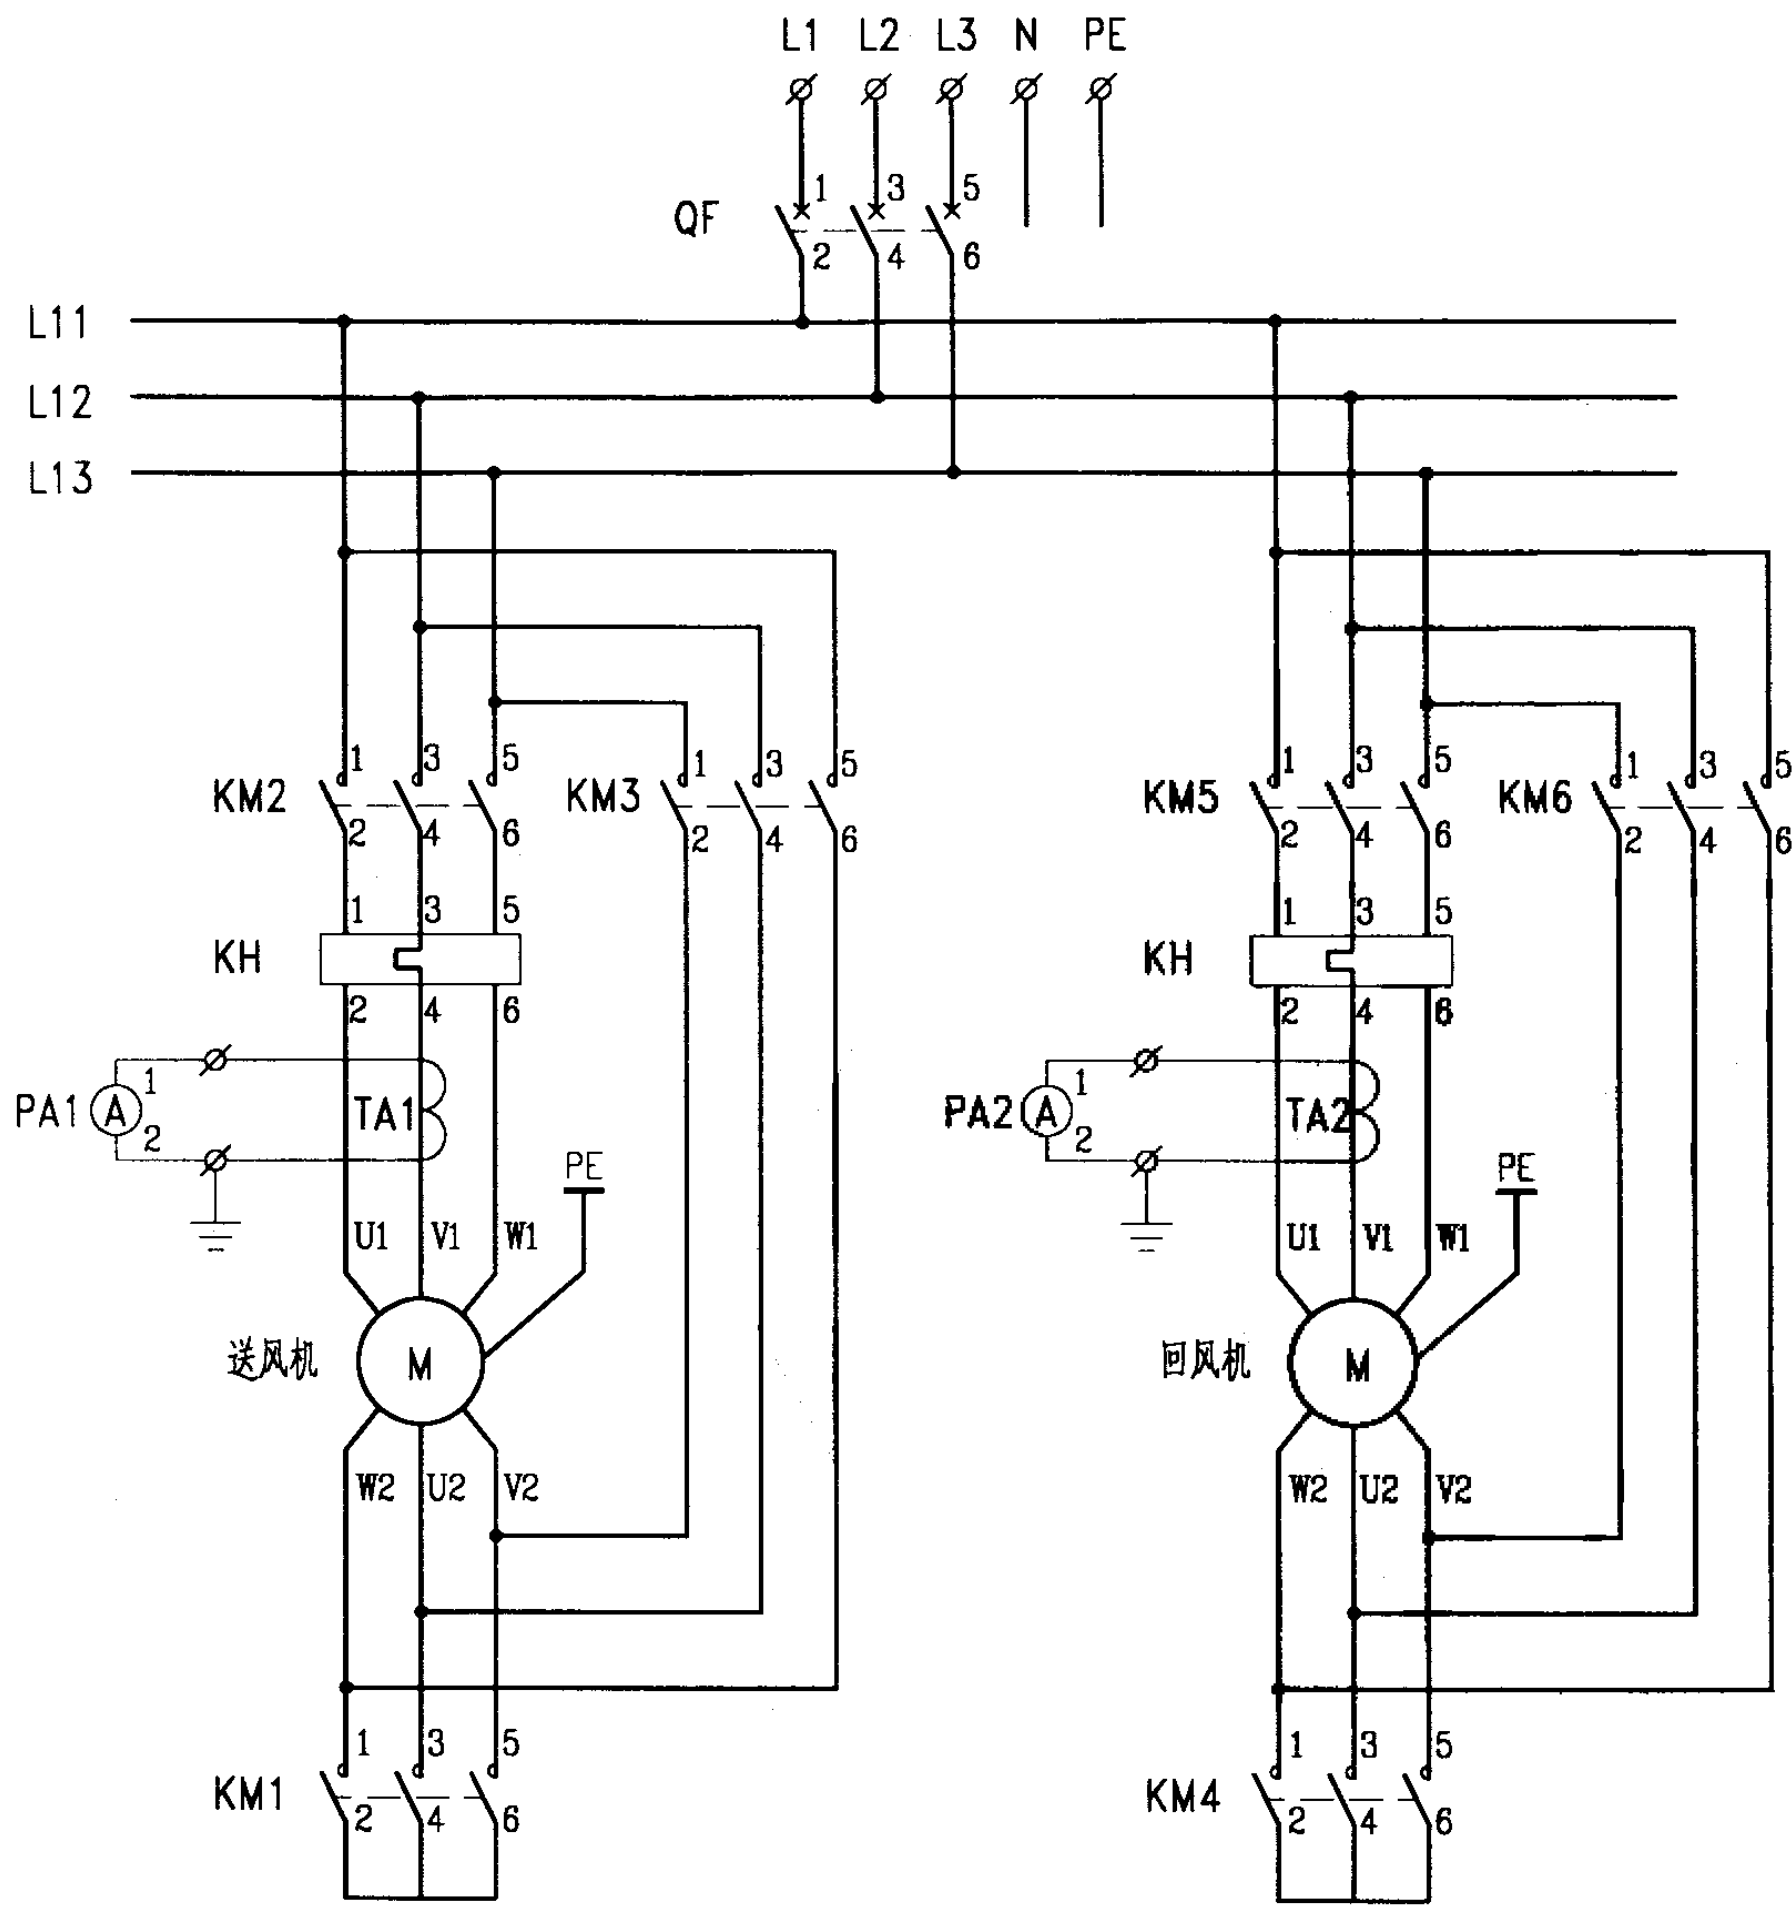 L1 L2 L3 N PE
1 3 5
QF
2 4 6
L11
L12
L13
1 3 5 1 3 5
KM2 KM3
2 4 6 2 4 6
1 3 5 1 3 5
KM5 KM6
2 4 6 2 4 6
1 3 5
KH
2 4 6
1 3 5
KH
2 4 6
PA1 A 1 2 TA1
PA2 A 1 2 TA2
PE
PE
U1 V1 W1
U1 V1 W1
送风机 M
回风机 M
W2 U2 V2
W2 U2 V2
1 3 5
KM1
2 4 6
1 3 5
KM4
2 4 6